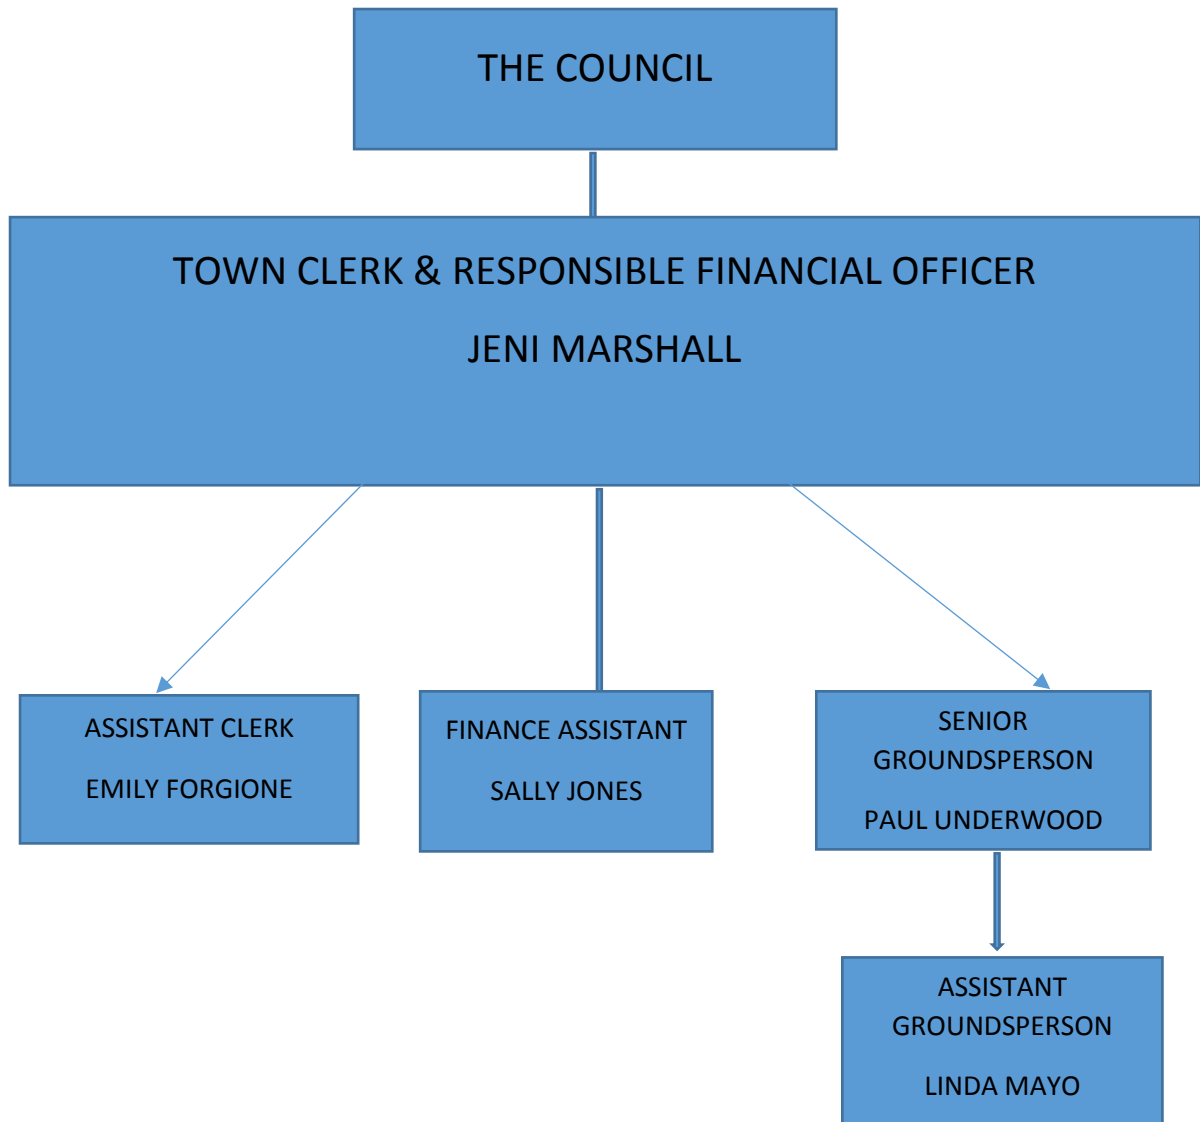 THE COUNCIL
TOWN CLERK & RESPONSIBLE FINANCIAL OFFICER
JENI MARSHALL
ASSISTANT CLERK
EMILY FORGIONE
FINANCE ASSISTANT
SALLY JONES
SENIOR
GROUNDSPERSON
PAUL UNDERWOOD
ASSISTANT
GROUNDSPERSON
LINDA MAYO